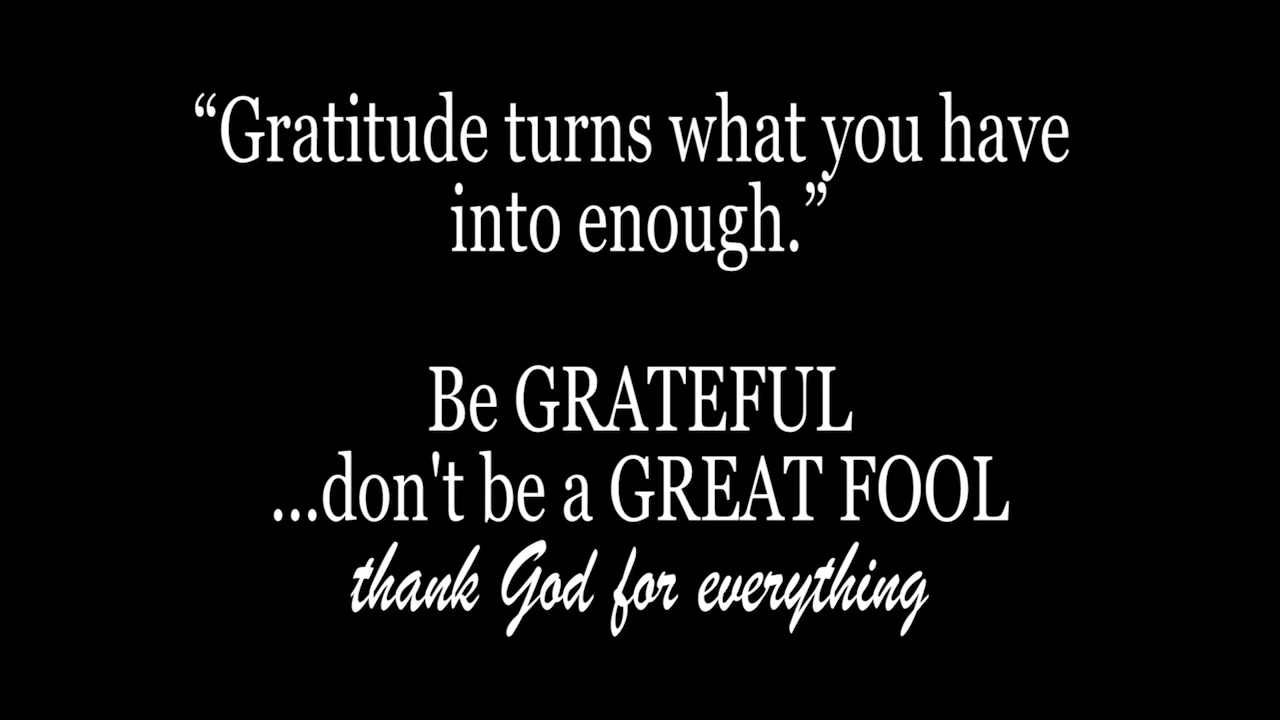 “Gratitude turns what you have
into enough.”
Be GRATEFUL
...don't be a GREAT FOOL
thank God for everything